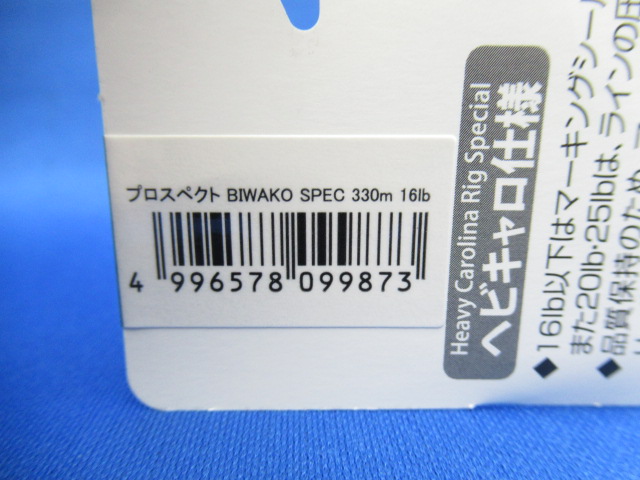 プロスペクト BIWAKO SPEC 330m 16lb
4 996578 099873
Heavy Carolina Rig Special
ヘビキャロ仕様
◆16lb以下はマーキングシール
また20lb・25lbは、ラインの圧
◆品質保持のため